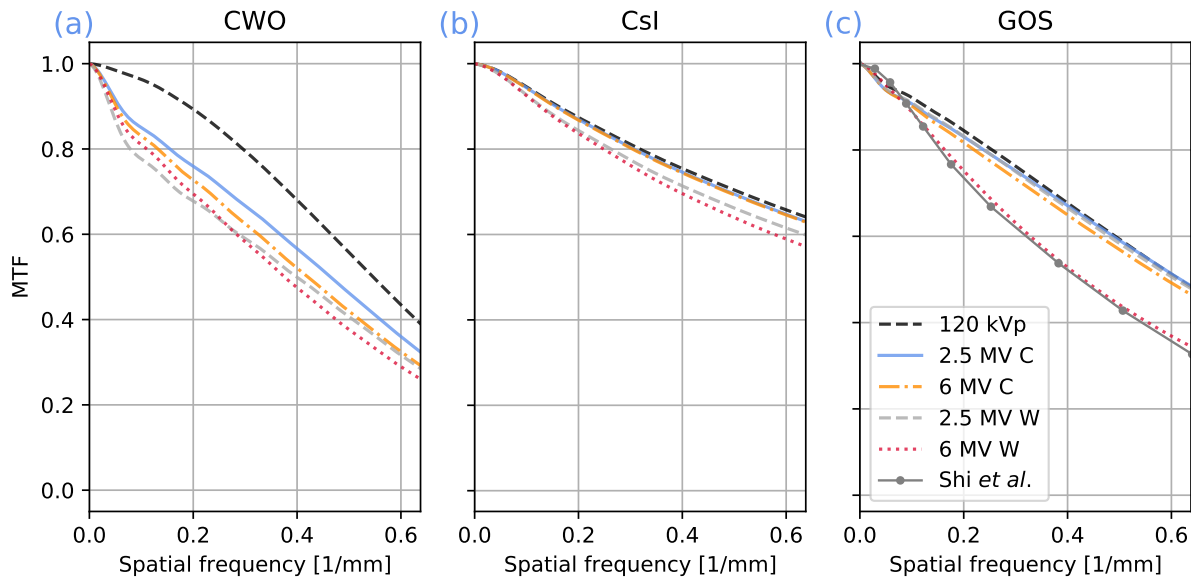 (a) CWO
(b) CsI
(c) GOS
MTF
1.0
0.8
0.6
0.4
0.2
0.0
0.0 0.2 0.4 0.6
Spatial frequency [1/mm]
0.0 0.2 0.4 0.6
Spatial frequency [1/mm]
120 kVp
2.5 MV C
6 MV C
2.5 MV W
6 MV W
Shi et al.
0.0 0.2 0.4 0.6
Spatial frequency [1/mm]